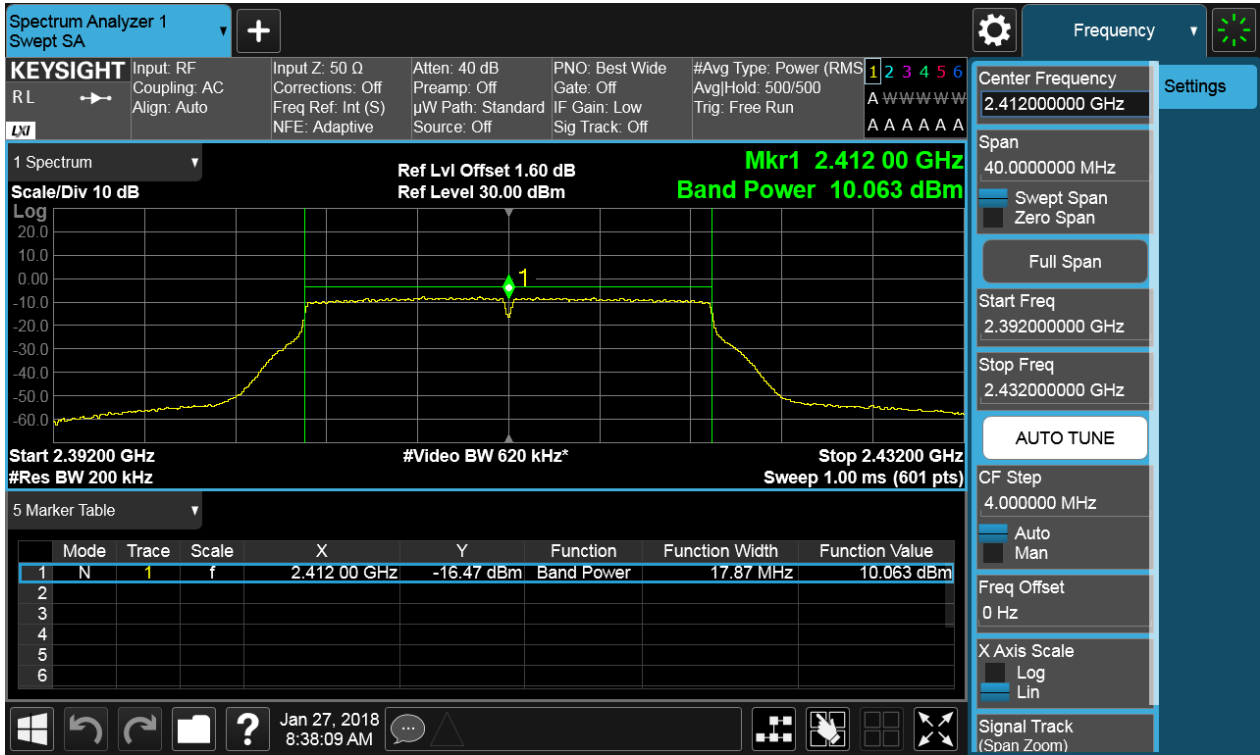 Spectrum Analyzer 1
Swept SA
+
Frequency
KEYSIGHT
R L
LXI
Input: RF
Coupling: AC
Align: Auto
Input Z: 50 Ω
Corrections: Off
Freq Ref: Int (S)
NFE: Adaptive
Atten: 40 dB
Preamp: Off
µW Path: Standard
Source: Off
PNO: Best Wide
Gate: Off
IF Gain: Low
Sig Track: Off
#Avg Type: Power (RMS
Avg|Hold: 500/500
Trig: Free Run
1 2 3 4 5 6
A W W W W W
A A A A A A
1 Spectrum
Scale/Div 10 dB
Ref Lvl Offset 1.60 dB
Ref Level 30.00 dBm
Mkr1 2.412 00 GHz
Band Power 10.063 dBm
Log
20.0
10.0
0.00
-10.0
-20.0
-30.0
-40.0
-50.0
-60.0
1
Start 2.39200 GHz
#Video BW 620 kHz*
Stop 2.43200 GHz
#Res BW 200 kHz
Sweep 1.00 ms (601 pts)
5 Marker Table
Mode Trace Scale X Y Function Function Width Function Value
1 N 1 f 2.412 00 GHz -16.47 dBm Band Power 17.87 MHz 10.063 dBm
2
3
4
5
6
?
Jan 27, 2018
8:38:09 AM
Center Frequency
2.412000000 GHz
Settings
Span
40.0000000 MHz
Swept Span
Zero Span
Full Span
Start Freq
2.392000000 GHz
Stop Freq
2.432000000 GHz
AUTO TUNE
CF Step
4.000000 MHz
Auto
Man
Freq Offset
0 Hz
X Axis Scale
Log
Lin
Signal Track
(Span Zoom)